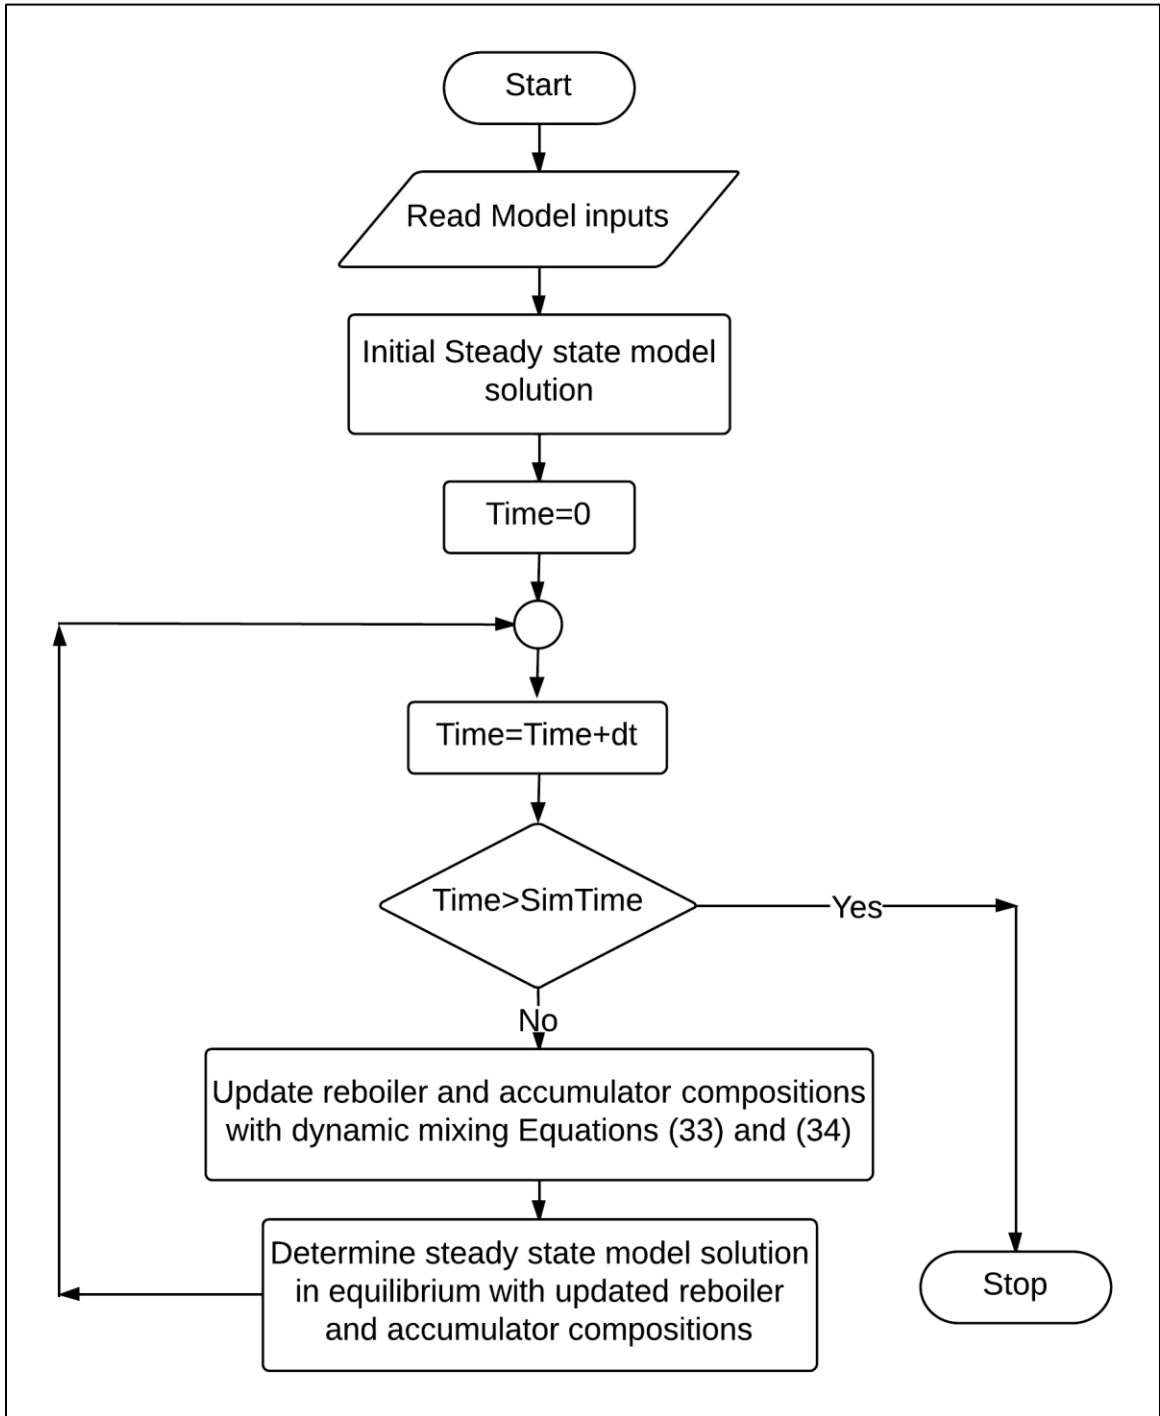 Start
Read Model inputs
Initial Steady state model
solution
Time=0
Time=Time+dt
Time>SimTime
Yes
No
Update reboiler and accumulator compositions
with dynamic mixing Equations (33) and (34)
Determine steady state model solution
in equilibrium with updated reboiler
and accumulator compositions
Stop